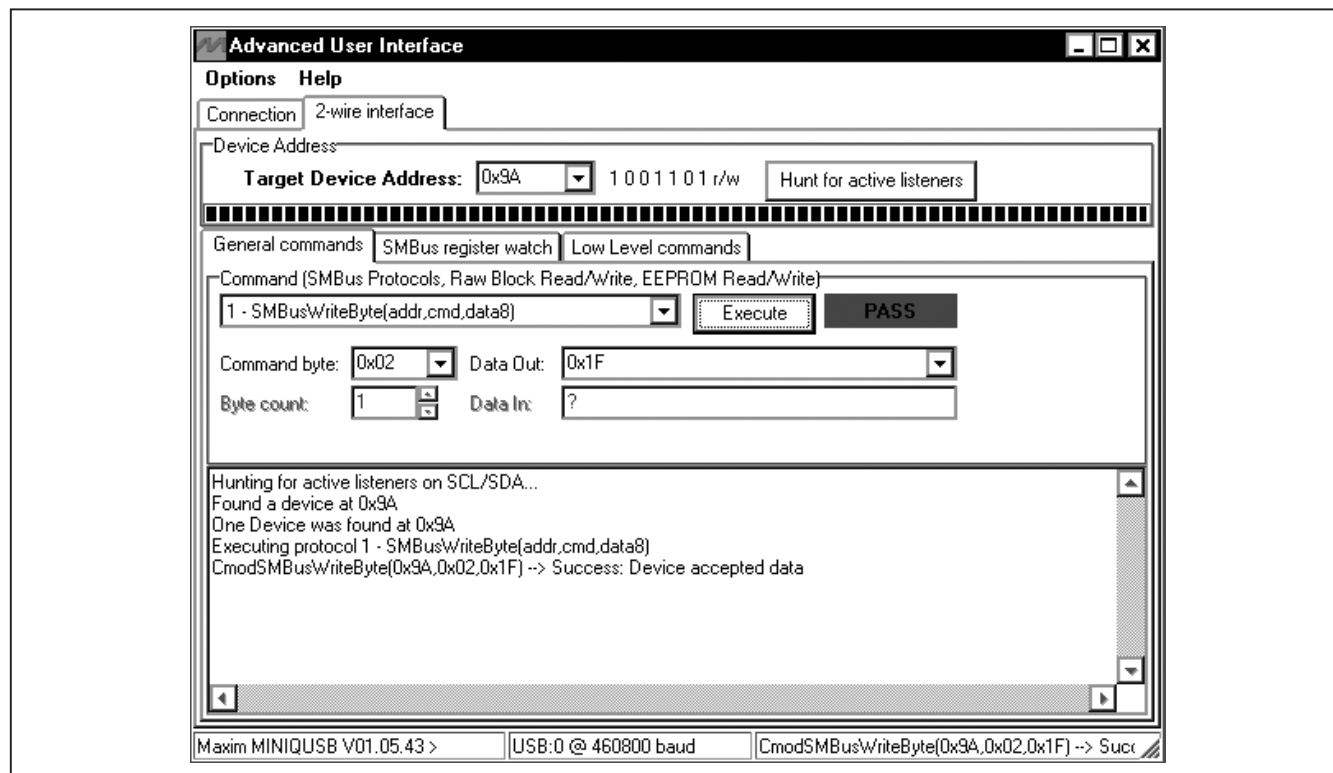 Advanced User Interface
Options Help
Connection 2-wire interface
Device Address
Target Device Address: 0x9A 1 0 0 1 1 0 1 r/w Hunt for active listeners
General commands SMBus register watch Low Level commands
Command (SMBus Protocols, Raw Block Read/Write, EEPROM Read/Write)
1 - SMBusWriteByte(addr,cmd,data8) Execute PASS
Command byte: 0x02 Data Out: 0x1F
Byte count: 1 Data In: ?
Hunting for active listeners on SCL/SDA...
Found a device at 0x9A
One Device was found at 0x9A
Executing protocol 1 - SMBusWriteByte(addr,cmd,data8)
CmodSMBusWriteByte(0x9A,0x02,0x1F) --> Success: Device accepted data
Maxim MINIQUSB V01.05.43 > USB:0 @ 460800 baud CmodSMBusWriteByte(0x9A,0x02,0x1F) --> Succ